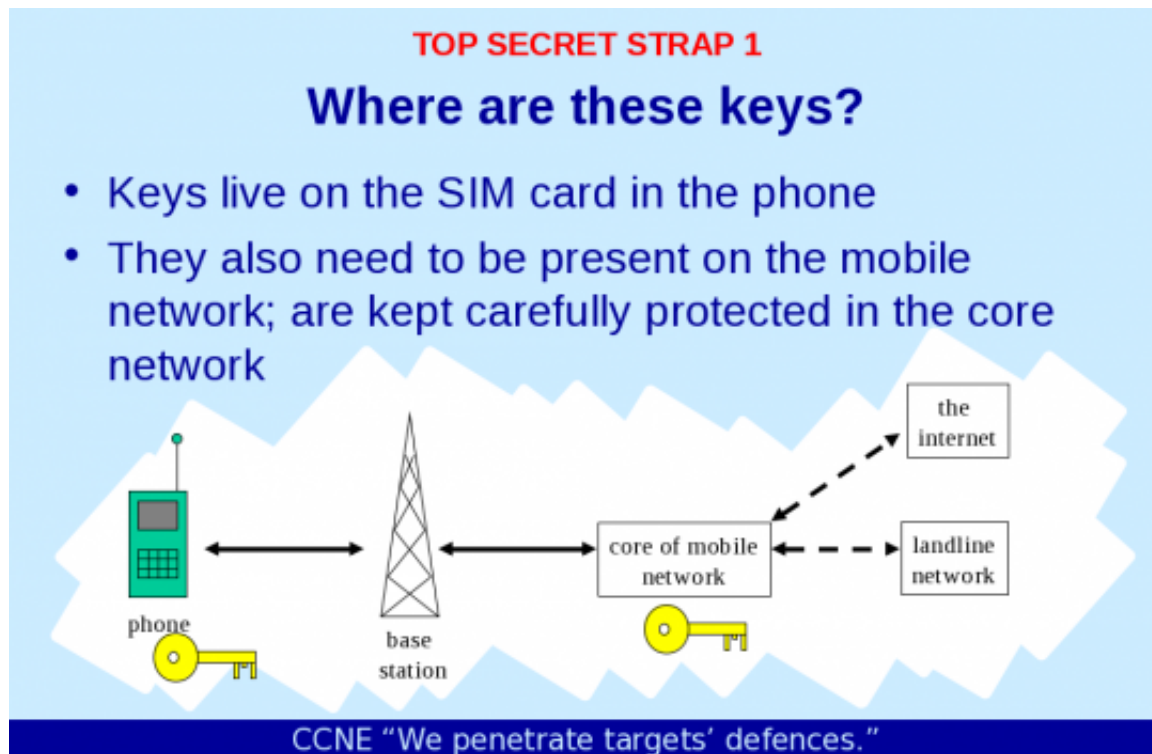 TOP SECRET STRAP 1
Where are these keys?
• Keys live on the SIM card in the phone
• They also need to be present on the mobile
network; are kept carefully protected in the core
network
the
internet
core of mobile
network
landline
network
phone
base
station
CCNE “We penetrate targets’ defences.”